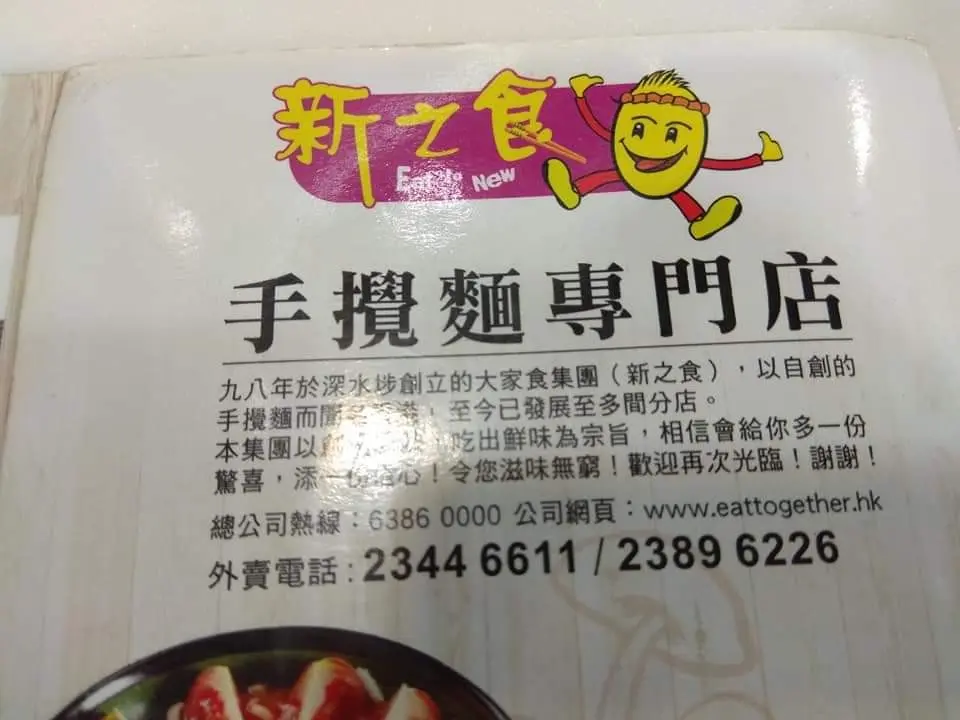 新之食
Eat to New
手攪麵專門店
九八年於深水埗創立的大家食集團（新之食），以自創的
手攪麵而聞，至今已發展至多間分店。
本集團以吃出鮮味為宗旨，相信會給你多一份
驚喜，添一份信心！令您滋味無窮！歡迎再次光臨！謝謝！
總公司熱線：6386 0000 公司網頁：www.eattogether.hk
外賣電話：2344 6611 / 2389 6226